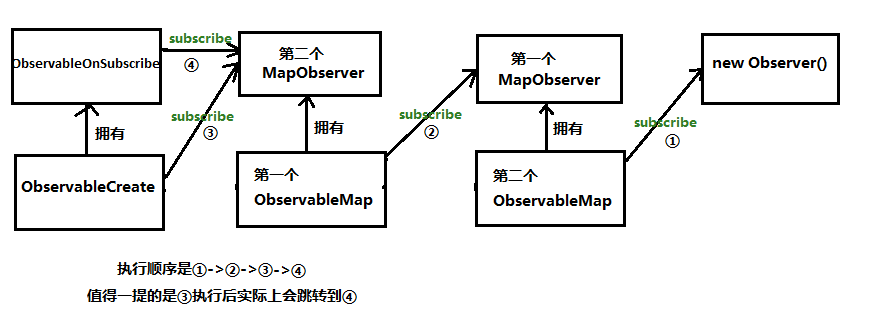 ObservableOnSubscribe
subscribe
④
第二个
MapObserver
第一个
MapObserver
new Observer()
subscribe
③
subscribe
②
subscribe
①
拥有
拥有
拥有
ObservableCreate
第一个
ObservableMap
第二个
ObservableMap
执行顺序是①->②->③->④
值得一提的是③执行后实际上会跳转到④